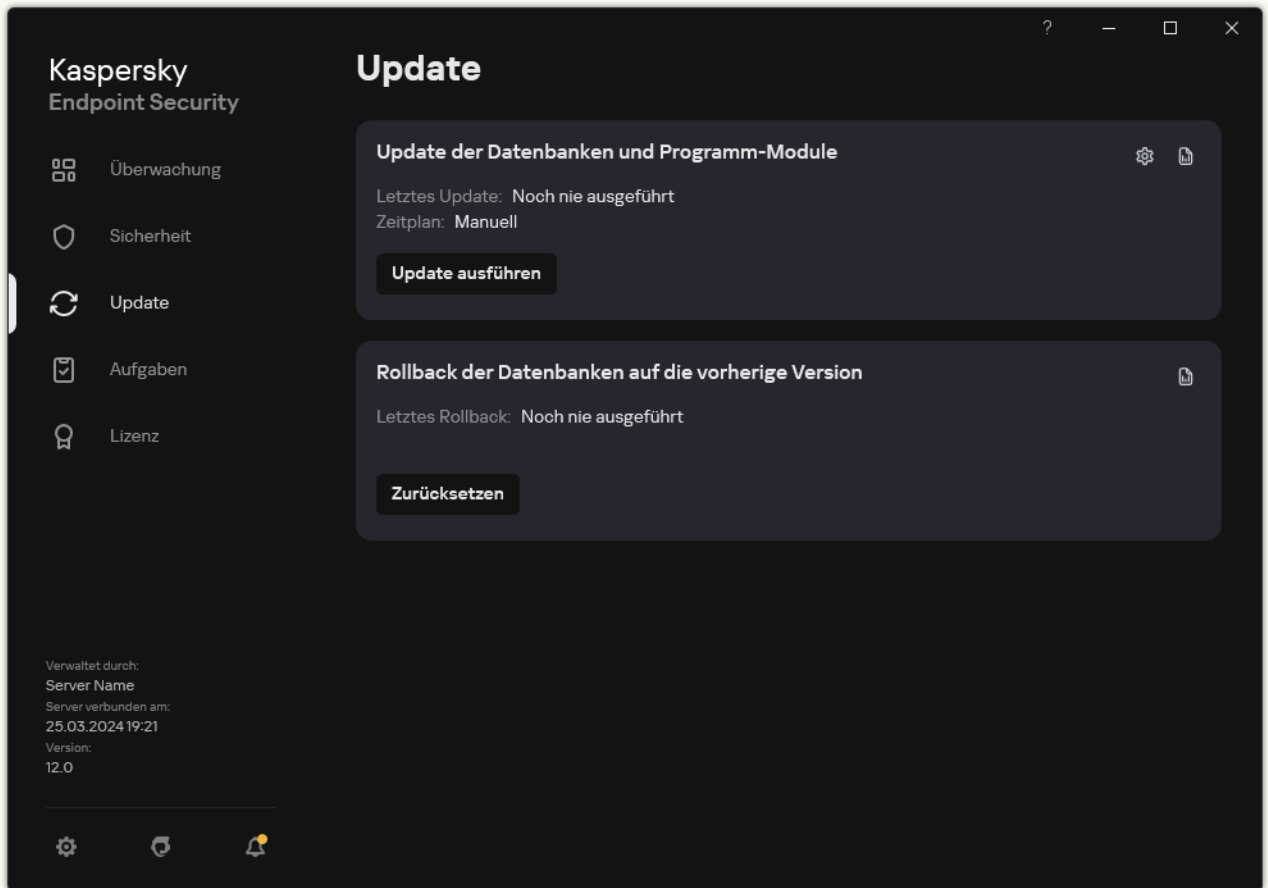 ?
Kaspersky
Endpoint Security
Überwachung
Sicherheit
Update
Aufgaben
Lizenz
Verwaltet durch:
Server Name
Server verbunden am:
25.03.2024 19:21
Version:
12.0
Update
Update der Datenbanken und Programm-Module
Letztes Update: Noch nie ausgeführt
Zeitplan: Manuell
Update ausführen
Rollback der Datenbanken auf die vorherige Version
Letztes Rollback: Noch nie ausgeführt
Zurücksetzen